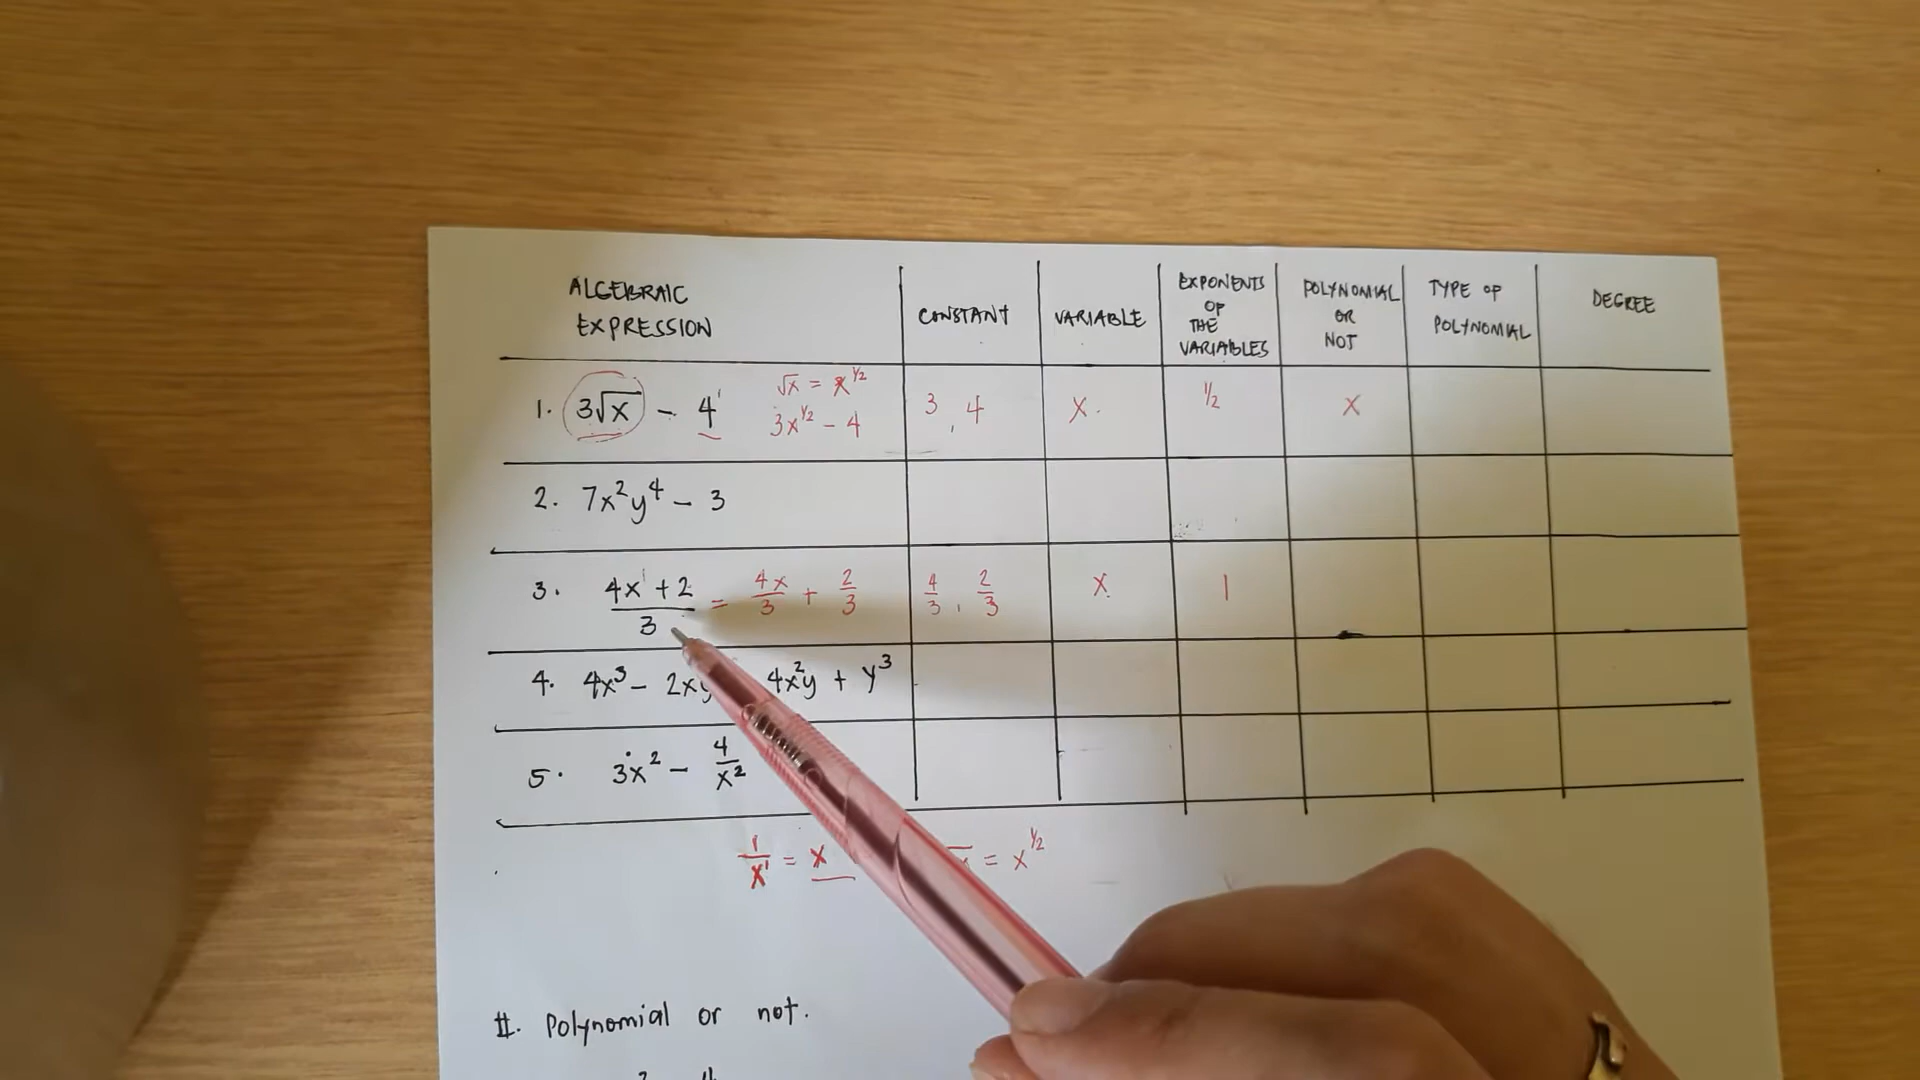 ALGEBRAIC EXPRESSION
CONSTANT
VARIABLE
EXPONENTS OF THE VARIABLES
POLYNOMIAL OR NOT
TYPE OF POLYNOMIAL
DEGREE
1. 3√x - 4 √x = x^1/2 3x^1/2 - 4 3, 4 x 1/2 x
2. 7x²y⁴ - 3
3. (4x¹ + 2)/3 = 4x/3 + 2/3 4/3, 2/3 x 1
4. 4x³ - 2xy 4x²y + y³
5. 3x² - 4/x²
1/x¹ = x = x^1/2
II. Polynomial or not.